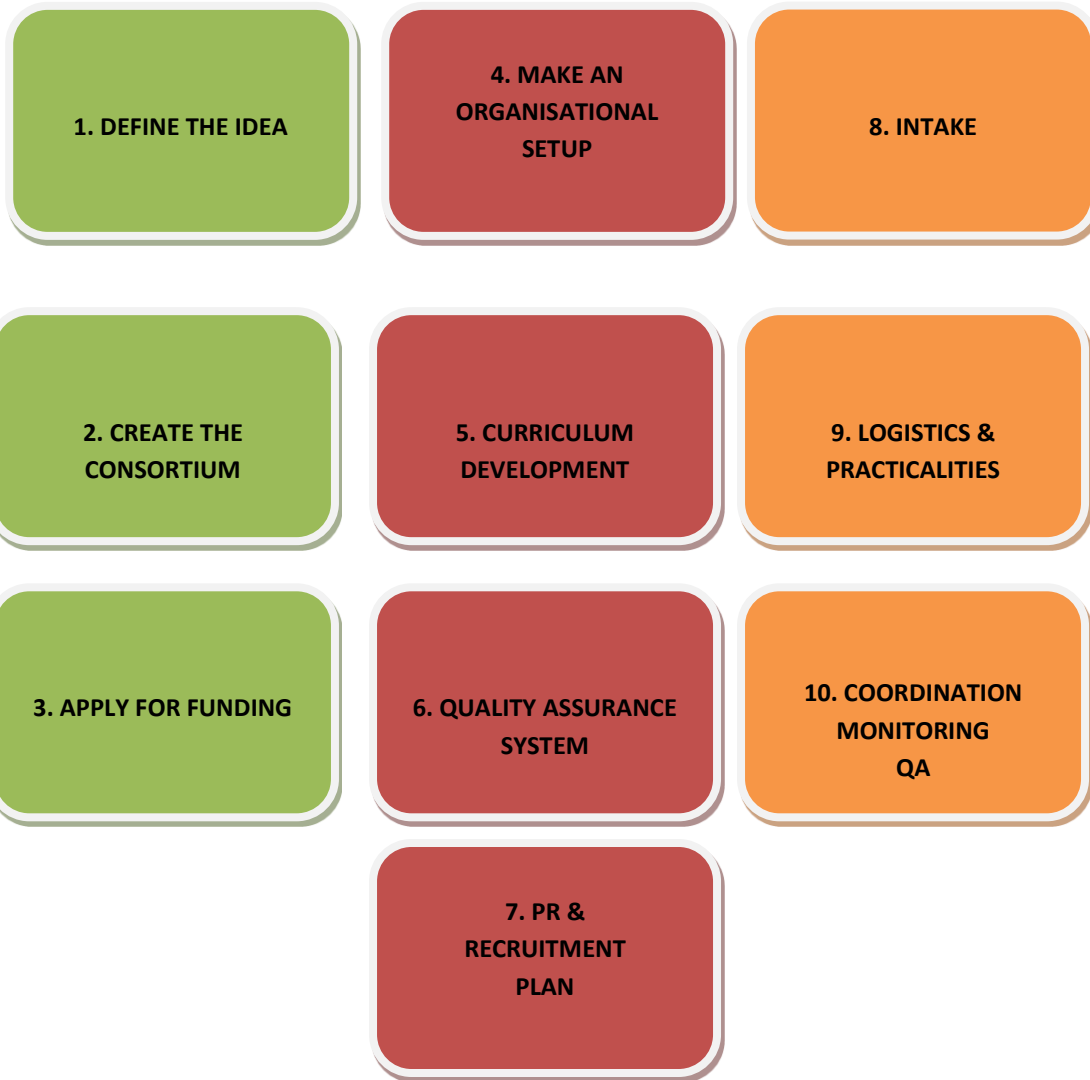 1. DEFINE THE IDEA
2. CREATE THE
CONSORTIUM
3. APPLY FOR FUNDING
4. MAKE AN
ORGANISATIONAL
SETUP
5. CURRICULUM
DEVELOPMENT
6. QUALITY ASSURANCE
SYSTEM
7. PR &
RECRUITMENT
PLAN
8. INTAKE
9. LOGISTICS &
PRACTICALITIES
10. COORDINATION
MONITORING
QA